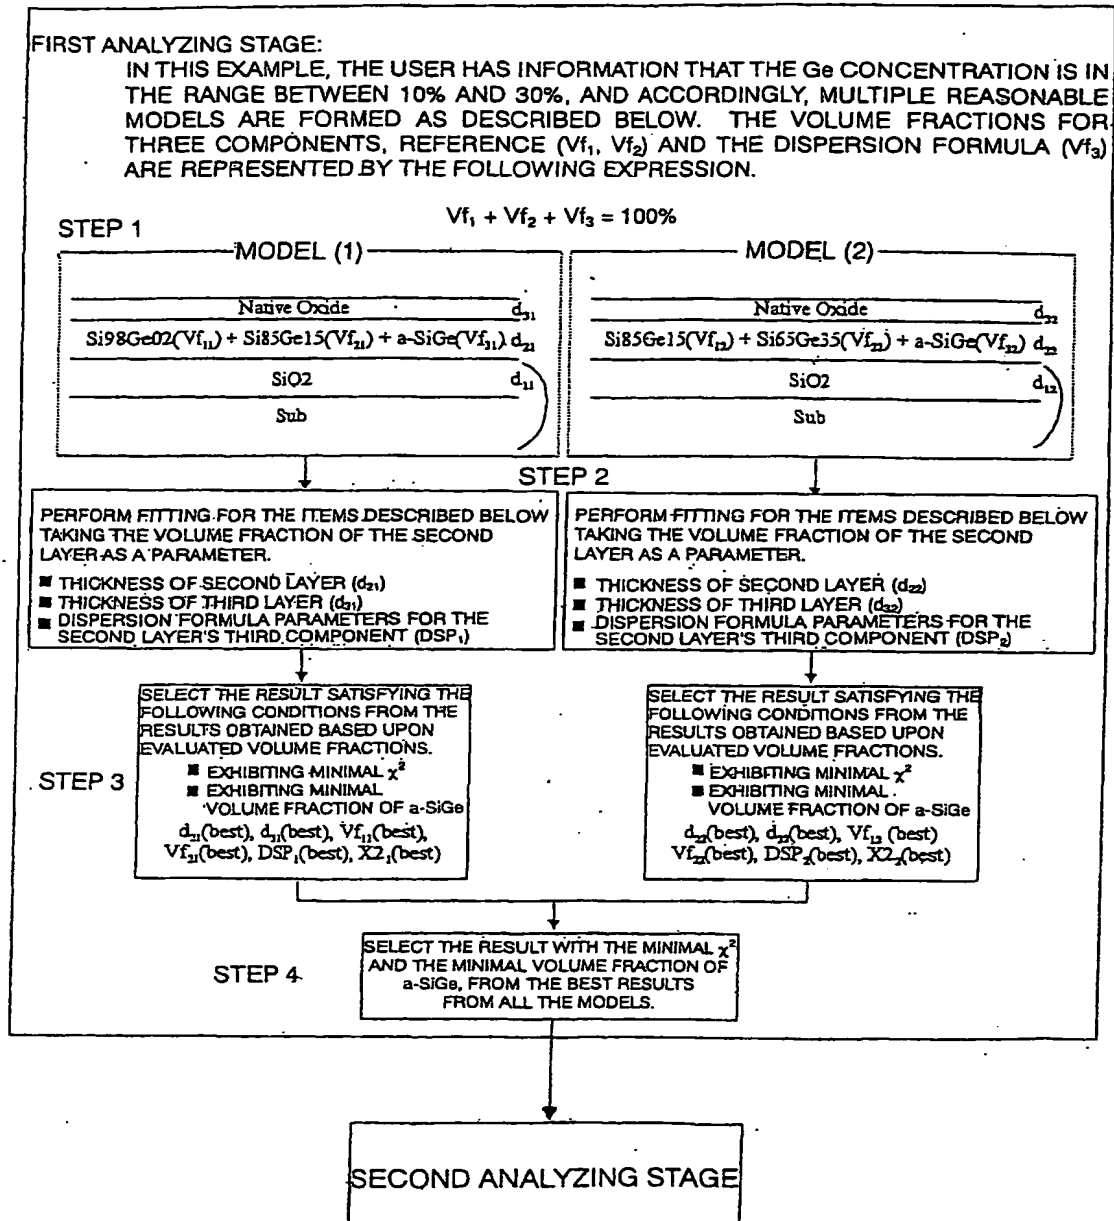 FIRST ANALYZING STAGE:
IN THIS EXAMPLE, THE USER HAS INFORMATION THAT THE Ge CONCENTRATION IS IN
THE RANGE BETWEEN 10% AND 30%, AND ACCORDINGLY, MULTIPLE REASONABLE
MODELS ARE FORMED AS DESCRIBED BELOW. THE VOLUME FRACTIONS FOR
THREE COMPONENTS, REFERENCE (Vf₁, Vf₂) AND THE DISPERSION FORMULA (Vf₃)
ARE REPRESENTED BY THE FOLLOWING EXPRESSION.
Vf₁ + Vf₂ + Vf₃ = 100%
STEP 1
MODEL (1)
Native Oxide d₃₁
Si98Ge02(Vf₁₁) + Si85Ge15(Vf₂₁) + a-SiGe(Vf₃₁) d₂₁
SiO2 d₁₁
Sub
MODEL (2)
Native Oxide d₃₂
Si85Ge15(Vf₁₂) + Si65Ge35(Vf₂₂) + a-SiGe(Vf₃₂) d₂₂
SiO2 d₁₂
Sub
STEP 2
PERFORM FITTING FOR THE ITEMS DESCRIBED BELOW
TAKING THE VOLUME FRACTION OF THE SECOND
LAYER AS A PARAMETER.
■ THICKNESS OF SECOND LAYER (d₂₁)
■ THICKNESS OF THIRD LAYER (d₃₁)
■ DISPERSION FORMULA PARAMETERS FOR THE
SECOND LAYER'S THIRD COMPONENT (DSP₁)
PERFORM FITTING FOR THE ITEMS DESCRIBED BELOW
TAKING THE VOLUME FRACTION OF THE SECOND
LAYER AS A PARAMETER.
■ THICKNESS OF SECOND LAYER (d₂₂)
■ THICKNESS OF THIRD LAYER (d₃₂)
■ DISPERSION FORMULA PARAMETERS FOR THE
SECOND LAYER'S THIRD COMPONENT (DSP₂)
STEP 3
SELECT THE RESULT SATISFYING THE
FOLLOWING CONDITIONS FROM THE
RESULTS OBTAINED BASED UPON
EVALUATED VOLUME FRACTIONS.
■ EXHIBITING MINIMAL χ²
■ EXHIBITING MINIMAL
VOLUME FRACTION OF a-SiGe
d₂₁(best), d₃₁(best), Vf₁₁(best),
Vf₂₁(best), DSP₁(best), X2₁(best)
SELECT THE RESULT SATISFYING THE
FOLLOWING CONDITIONS FROM THE
RESULTS OBTAINED BASED UPON
EVALUATED VOLUME FRACTIONS.
■ EXHIBITING MINIMAL χ²
■ EXHIBITING MINIMAL
VOLUME FRACTION OF a-SiGe
d₂₂(best), d₃₂(best), Vf₁₂ (best)
Vf₂₂(best), DSP₂(best), X2₂(best)
STEP 4
SELECT THE RESULT WITH THE MINIMAL χ²
AND THE MINIMAL VOLUME FRACTION OF
a-SiGe, FROM THE BEST RESULTS
FROM ALL THE MODELS.
SECOND ANALYZING STAGE